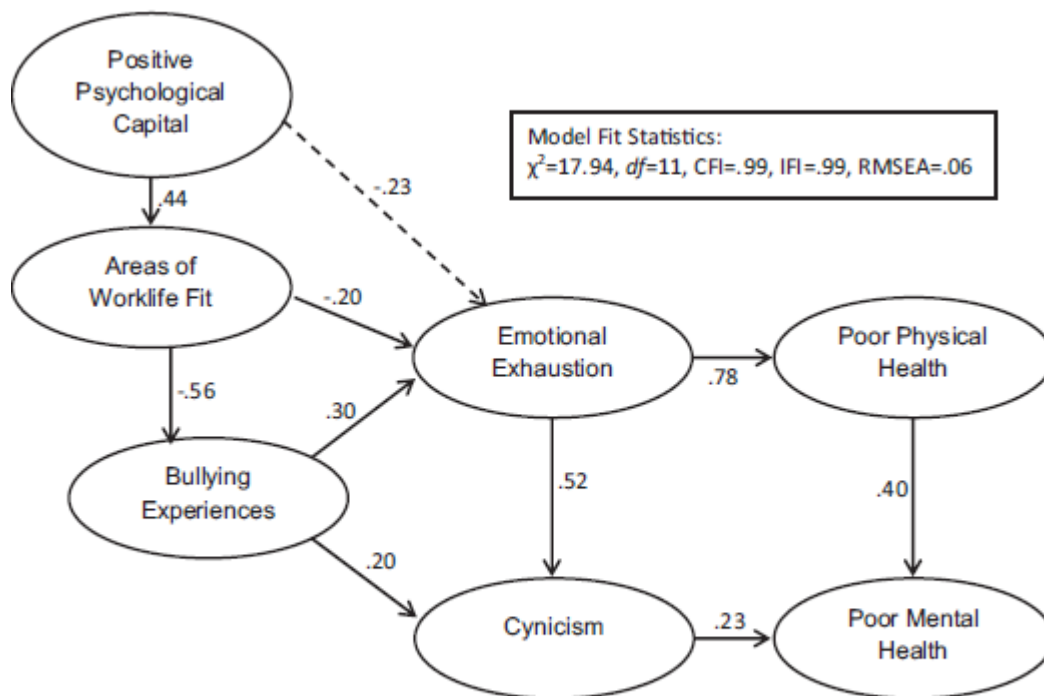 Positive
Psychological
Capital
Model Fit Statistics:
χ²=17.94, df=11, CFI=.99, IFI=.99, RMSEA=.06
-.23
.44
Areas of
Worklife Fit
-.20
Emotional
Exhaustion
Poor Physical
Health
.78
-.56
.30
Bullying
Experiences
.52
.40
.20
Cynicism
.23
Poor Mental
Health